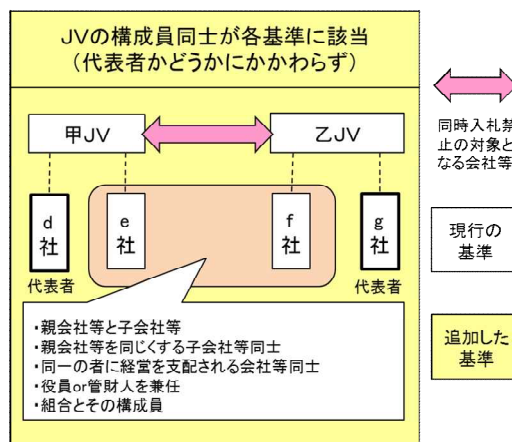 JVの構成員同士が各基準に該当
(代表者かどうかにかかわらず)
甲JV
乙JV
d
社
e
社
f
社
g
社
代表者
代表者
・親会社等と子会社等
・親会社等を同じくする子会社等同士
・同一の者に経営を支配される会社等同士
・役員or管財人を兼任
・組合とその構成員
同時入札禁
止の対象と
なる会社等
現行の
基準
追加した
基準